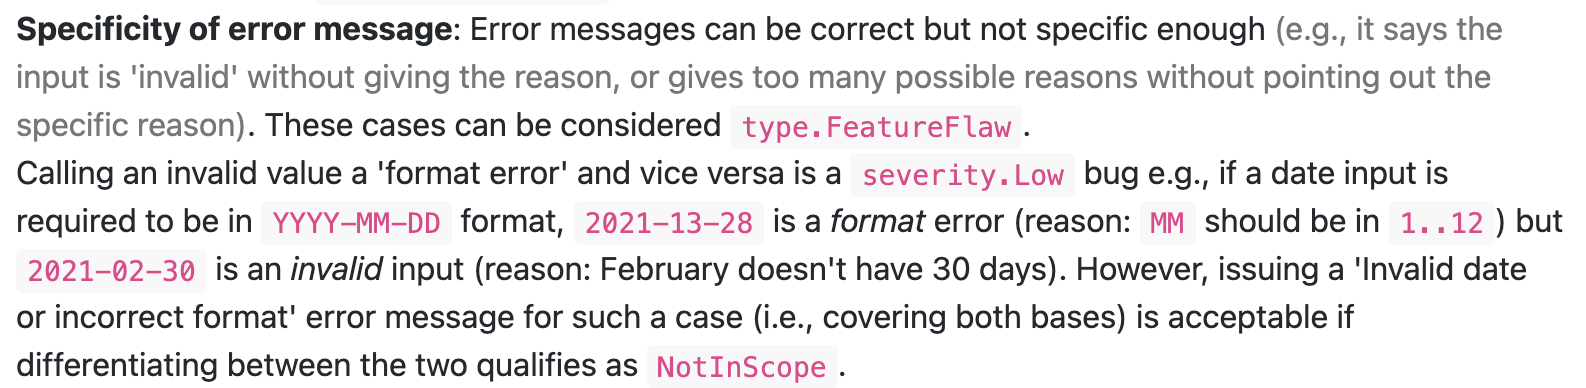 Specificity of error message: Error messages can be correct but not specific enough (e.g., it says the
input is 'invalid' without giving the reason, or gives too many possible reasons without pointing out the
specific reason). These cases can be considered type.FeatureFlaw .
Calling an invalid value a 'format error' and vice versa is a severity.Low bug e.g., if a date input is
required to be in YYYY-MM-DD format, 2021-13-28 is a format error (reason: MM should be in 1..12 ) but
2021-02-30 is an invalid input (reason: February doesn't have 30 days). However, issuing a 'Invalid date
or incorrect format' error message for such a case (i.e., covering both bases) is acceptable if
differentiating between the two qualifies as NotInScope .